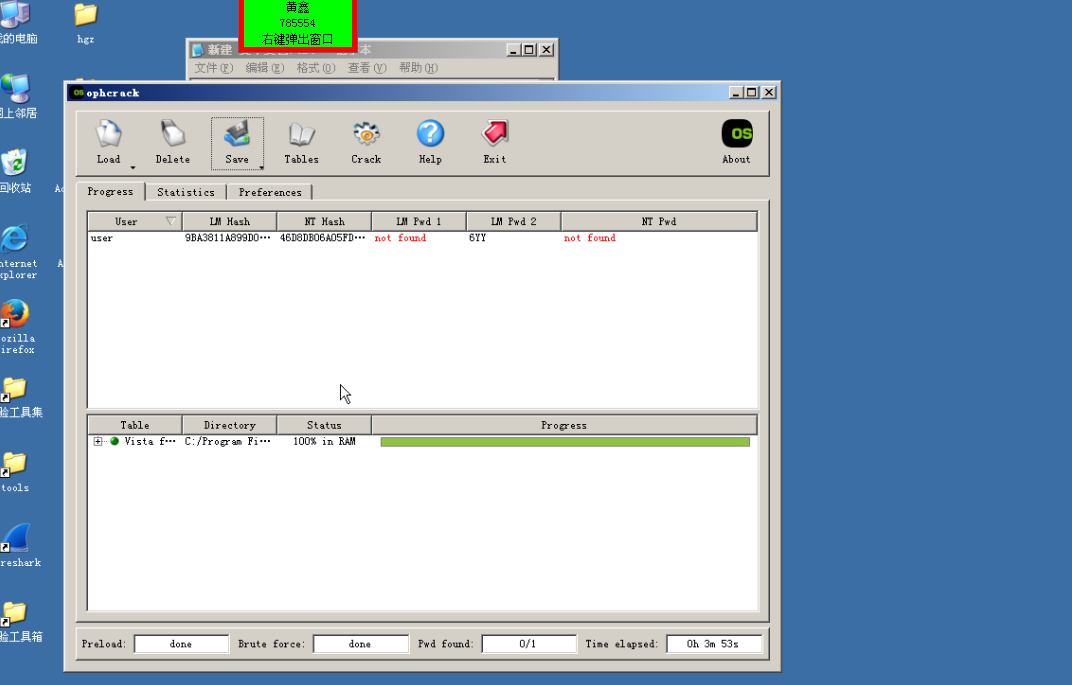 黄鑫
785554
右键弹出窗口
的电脑
hgz
新建
本
文件(F) 编辑(E) 格式(O) 查看(V) 帮助(H)
OS ophcrack
上邻居
Load
Delete
Save
Tables
Crack
Help
Exit
OS
About
回收站
Progress
Statistics
Preferences
User
LM Hash
NT Hash
LM Pwd 1
LM Pwd 2
NT Pwd
user
9BA3811A899D0...
46D8DB06A05FD...
not found
6YY
not found
nternet
xplorer
ozilla
irefox
验工具集
Table
Directory
Status
Progress
Vista f...
C:/Program Fi...
100% in RAM
tools
reshark
验工具箱
Preload:
done
Brute force:
done
Pwd found:
0/1
Time elapsed:
0h 3m 53s